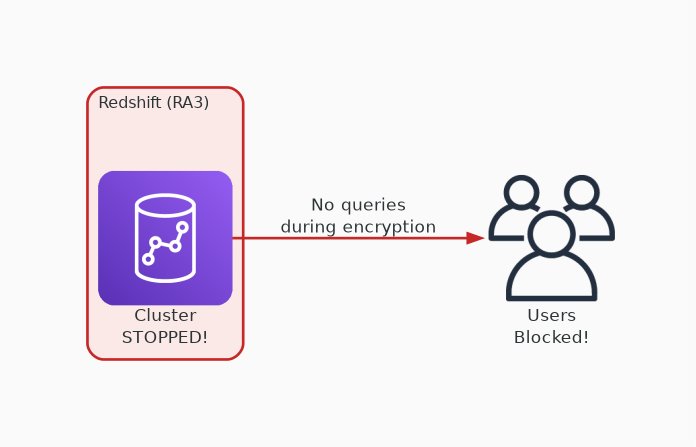 Redshift (RA3)
Cluster
STOPPED!
No queries
during encryption
Users
Blocked!